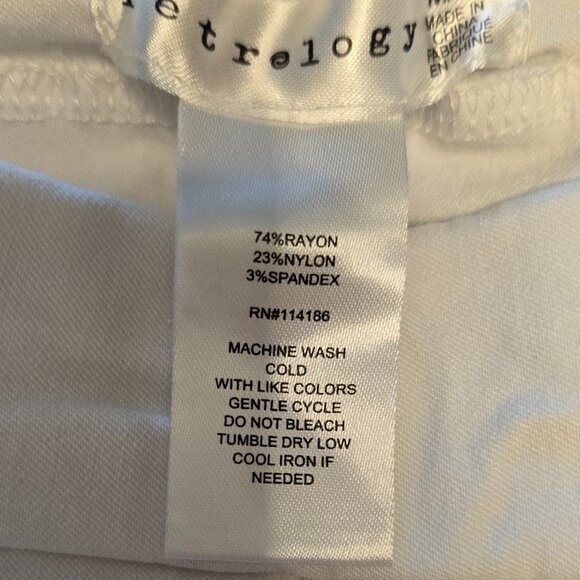 etrology
MADE IN
CHINA
FABRIQUE
EN CHINE
74%RAYON
23%NYLON
3%SPANDEX
RN#114186
MACHINE WASH
COLD
WITH LIKE COLORS
GENTLE CYCLE
DO NOT BLEACH
TUMBLE DRY LOW
COOL IRON IF
NEEDED